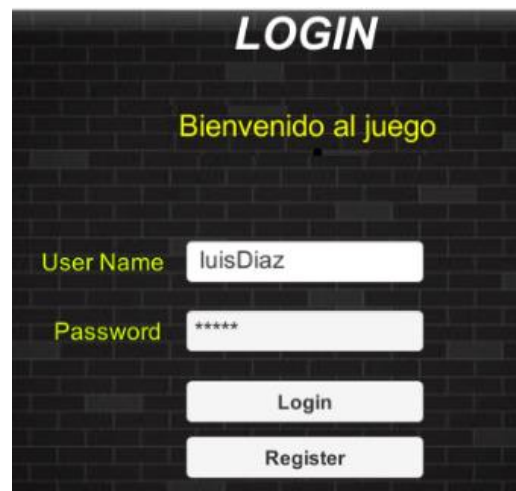 LOGIN
Bienvenido al juego
User Name luisDiaz
Password *****
Login
Register